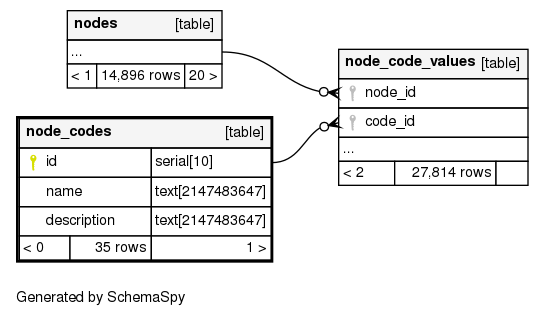 nodes [table]
...
< 1 14,896 rows 20 >
node_code_values [table]
node_id
code_id
...
< 2 27,814 rows
node_codes [table]
id serial[10]
name text[2147483647]
description text[2147483647]
< 0 35 rows 1 >
Generated by SchemaSpy